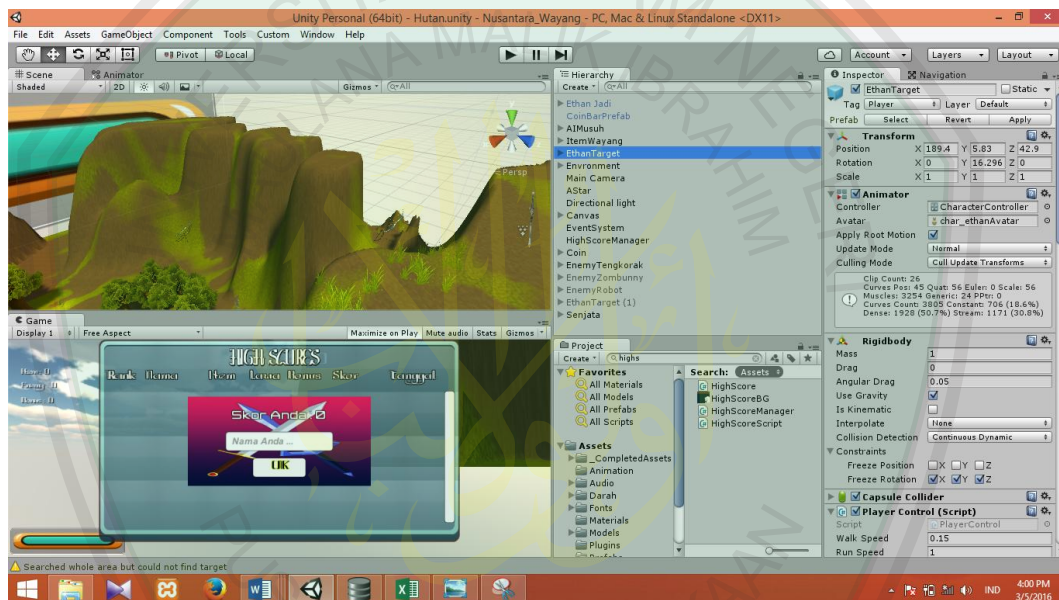 Unity Personal (64bit) - Hutan.unity - Nusantara_Wayang - PC, Mac & Linux Standalone <DX11>
File Edit Assets GameObject Component Tools Custom Window Help
Pivot Local Account Layers Layout
Scene Animator
Shaded 2D Gizmos All
Persp
Game
Display 1 Free Aspect Maximize on Play Mute audio Stats Gizmos
HIGH SCORES
Rank Nama Item Lama Bonus Skor Tanggal
Skor Anda: 0
Nama Anda ...
Hierarchy
Create All
Ethan Jadi
CoinBarPrefab
AIMusuh
ItemWayang
EthanTarget
Envronment
Main Camera
AStar
Directional light
Canvas
EventSystem
HighScoreManager
Coin
EnemyTengkorak
EnemyZombunny
EnemyRobot
EthanTarget (1)
Senjata
Project
Create highs
Favorites
All Materials
All Models
All Prefabs
All Scripts
Assets
_CompletedAssets
Animation
Audio
Darah
Fonts
Materials
Models
Plugins
Search: Assets
HighScore
HighScoreBG
HighScoreManager
HighScoreScript
Inspector Navigation
EthanTarget Static
Tag Player Layer Default
Prefab Select Revert Apply
Transform
Position X 189.4 Y 5.83 Z 42.9
Rotation X 0 Y 16.296 Z 0
Scale X 1 Y 1 Z 1
Animator
Controller CharacterController
Avatar char_ethanAvatar
Apply Root Motion
Update Mode Normal
Culling Mode Cull Update Transforms
Clip Count: 26
Curves Pos: 45 Quat: 56 Euler: 0 Scale: 56
Muscles: 3254 Generic: 24 PPtr: 0
Curves Count: 3805 Constant: 706 (18.6%)
Dense: 1928 (50.7%) Stream: 1171 (30.8%)
Rigidbody
Mass 1
Drag 0
Angular Drag 0.05
Use Gravity
Is Kinematic
Interpolate None
Collision Detection Continuous Dynamic
Constraints
Freeze Position X Y Z
Freeze Rotation X Y Z
Capsule Collider
Player Control (Script)
Script PlayerControl
Walk Speed 0.15
Run Speed 1
Searched whole area but could not find target
IND
4:00 PM
3/5/2016